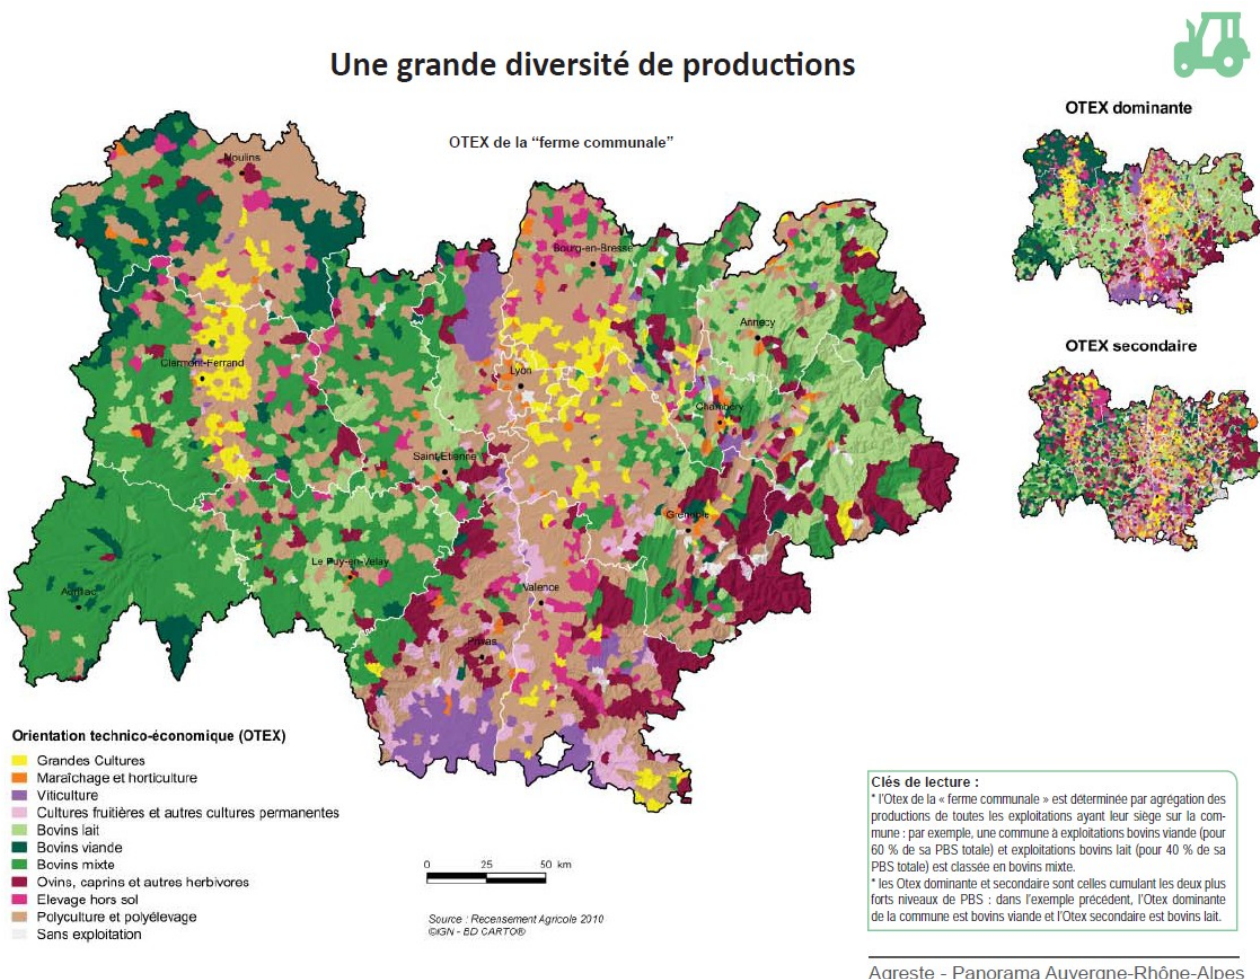 Une grande diversité de productions
OTEX de la “ferme communale”
OTEX dominante
OTEX secondaire
Moulins
Bourg-en-Bresse
Annecy
Clermont-Ferrand
Lyon
Chambéry
Saint-Etienne
Grenoble
Le Puy-en-Velay
Valence
Aurillac
Privas
Orientation technico-économique (OTEX)
Grandes Cultures
Maraîchage et horticulture
Viticulture
Cultures fruitières et autres cultures permanentes
Bovins lait
Bovins viande
Bovins mixte
Ovins, caprins et autres herbivores
Elevage hors sol
Polyculture et polyélevage
Sans exploitation
0 25 50 km
Source : Recensement Agricole 2010
©IGN - BD CARTO®
Clés de lecture :
* l'Otex de la « ferme communale » est déterminée par agrégation des
productions de toutes les exploitations ayant leur siège sur la com-
mune : par exemple, une commune à exploitations bovins viande (pour
60 % de sa PBS totale) et exploitations bovins lait (pour 40 % de sa
PBS totale) est classée en bovins mixte.
* les Otex dominante et secondaire sont celles cumulant les deux plus
forts niveaux de PBS : dans l'exemple précédent, l'Otex dominante
de la commune est bovins viande et l'Otex secondaire est bovins lait.
Agreste - Panorama Auvergne-Rhône-Alpes